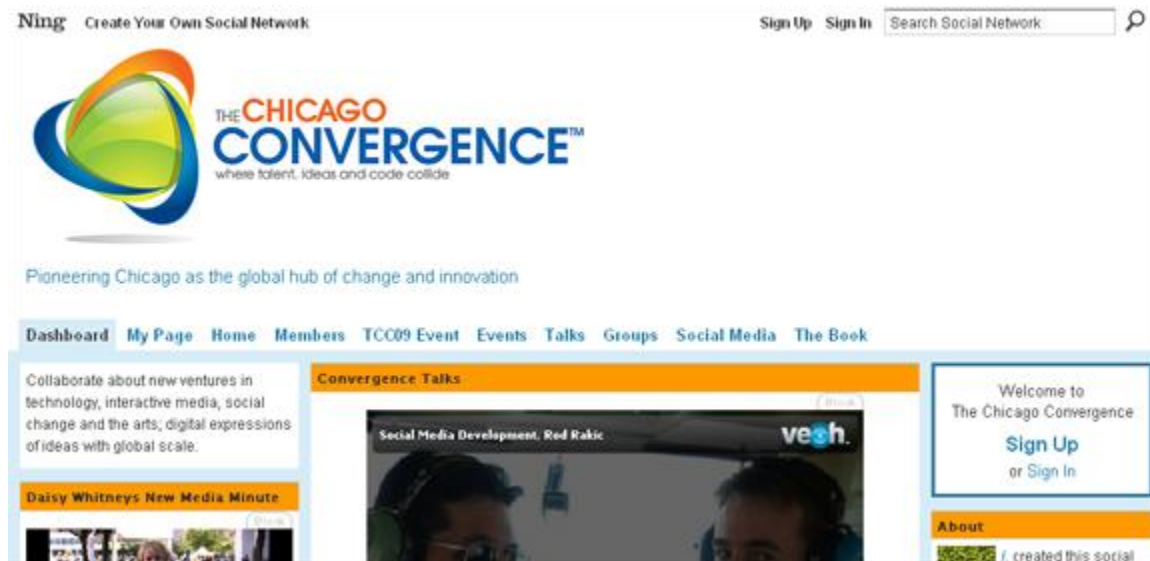 Ning Create Your Own Social Network
Sign Up Sign In Search Social Network
THE CHICAGO
CONVERGENCE™
where talent, ideas and code collide
Pioneering Chicago as the global hub of change and innovation
Dashboard My Page Home Members TCC09 Event Events Talks Groups Social Media The Book
Collaborate about new ventures in
technology, interactive media, social
change and the arts; digital expressions
of ideas with global scale.
Daisy Whitneys New Media Minute
Convergence Talks
Social Media Development, Rod Rakic
veoh
Welcome to
The Chicago Convergence
Sign Up
or Sign In
About
created this social